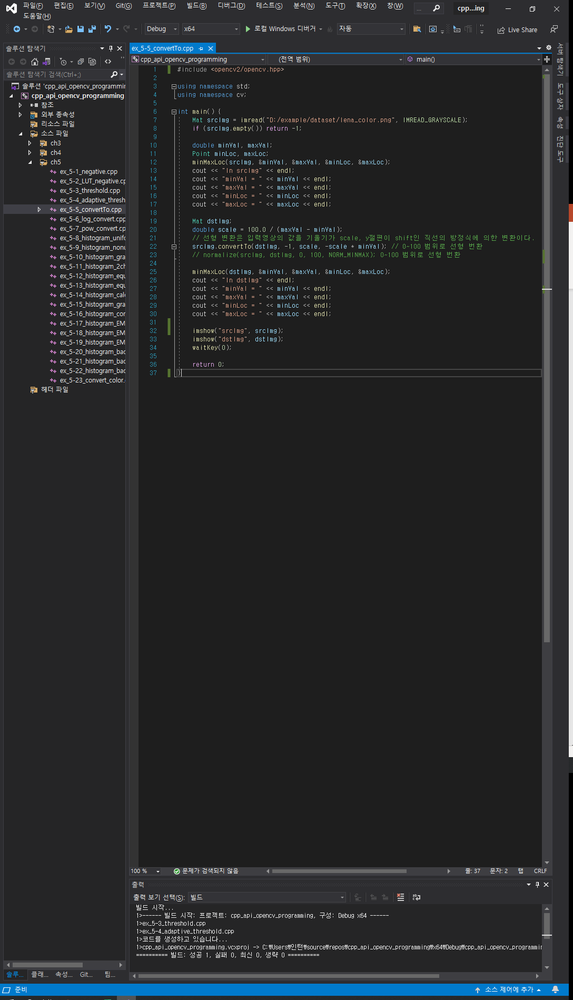 파일(F) 편집(E) 보기(V) Git(G) 프로젝트(P) 빌드(B) 디버그(D) 테스트(S) 분석(N) 도구(T) 확장(X) 창(W) ... cpp...ing
도움말(H)
Debug x64 로컬 Windows 디버거 자동 Live Share
솔루션 탐색기
솔루션 탐색기 검색(Ctrl+;)
솔루션 'cpp_api_opencv_programmin
cpp_api_opencv_programming
참조
외부 종속성
리소스 파일
소스 파일
ch3
ch4
ch5
ex_5-1_negative.cpp
ex_5-2_LUT_negative.cp
ex_5-3_threshold.cpp
ex_5-4_adaptive_thresh
ex_5-5_convertTo.cpp
ex_5-6_log_convert.cpp
ex_5-7_pow_convert.cp
ex_5-8_histogram_unifo
ex_5-9_histogram_nonu
ex_5-10_histogram_gra
ex_5-11_histogram_2ch
ex_5-12_histogram_equ
ex_5-13_histogram_equ
ex_5-14_histogram_calc
ex_5-15_histogram_gra
ex_5-16_histogram_cor
ex_5-17_histogram_EM
ex_5-18_histogram_EM
ex_5-19_histogram_EM
ex_5-20_histogram_bac
ex_5-21_histogram_bac
ex_5-22_histogram_bac
ex_5-23_convert_color.
헤더 파일
솔루... 클래... 속성... Git... 팀...
ex_5-5_convertTo.cpp
cpp_api_opencv_programming (전역 범위) main()
1 #include <opencv2/opencv.hpp>
2
3 using namespace std;
4 using namespace cv;
5
6 int main() {
7 Mat srcImg = imread("D:/example/dataset/lena_color.png", IMREAD_GRAYSCALE);
8 if (srcImg.empty()) return -1;
9
10 double minVal, maxVal;
11 Point minLoc, maxLoc;
12 minMaxLoc(srcImg, &minVal, &maxVal, &minLoc, &maxLoc);
13 cout << "In srcImg" << endl;
14 cout << "minVal = " << minVal << endl;
15 cout << "maxVal = " << maxVal << endl;
16 cout << "minLoc = " << minLoc << endl;
17 cout << "maxLoc = " << maxLoc << endl;
18
19 Mat dstImg;
20 double scale = 100.0 / (maxVal - minVal);
21 // 선형 변환은 입력영상의 값을 기울기가 scale, y절편이 shift인 직선의 방정식에 의한 변환이다.
22 srcImg.convertTo(dstImg, -1, scale, -scale * minVal); // 0~100 범위로 선형 변환
23 // normalize(srcImg, dstImg, 0, 100, NORM_MINMAX); 0~100 범위로 선형 변환
24
25 minMaxLoc(dstImg, &minVal, &maxVal, &minLoc, &maxLoc);
26 cout << "In dstImg" << endl;
27 cout << "minVal = " << minVal << endl;
28 cout << "maxVal = " << maxVal << endl;
29 cout << "minLoc = " << minLoc << endl;
30 cout << "maxLoc = " << maxLoc << endl;
31
32 imshow("srcImg", srcImg);
33 imshow("dstImg", dstImg);
34 waitKey(0);
35
36 return 0;
37 }
서버 탐색기
도구 상자
속성
진단 도구
100 % 문제가 검색되지 않음 줄: 37 문자: 2 탭 CRLF
출력
출력 보기 선택(S): 빌드
빌드 시작...
1>------ 빌드 시작: 프로젝트: cpp_api_opencv_programming, 구성: Debug x64 ------
1>ex_5-3_threshold.cpp
1>ex_5-4_adaptive_threshold.cpp
1>코드를 생성하고 있습니다...
1>cpp_api_opencv_programming.vcxproj -> C:₩Users₩인턴₩source₩repos₩cpp_api_opencv_programming₩x64₩Debug₩cpp_api_opencv_programmin
========== 빌드: 성공 1, 실패 0, 최신 0, 생략 0 ==========
준비 소스 제어에 추가